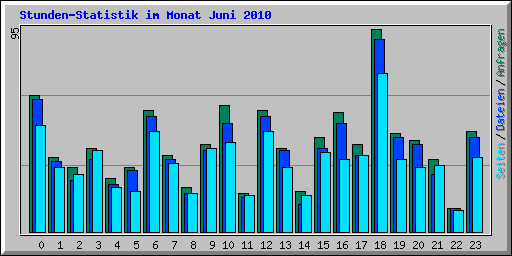 Stunden-Statistik im Monat Juni 2010
95
Seiten/Dateien/Anfragen
0 1 2 3 4 5 6 7 8 9 10 11 12 13 14 15 16 17 18 19 20 21 22 23